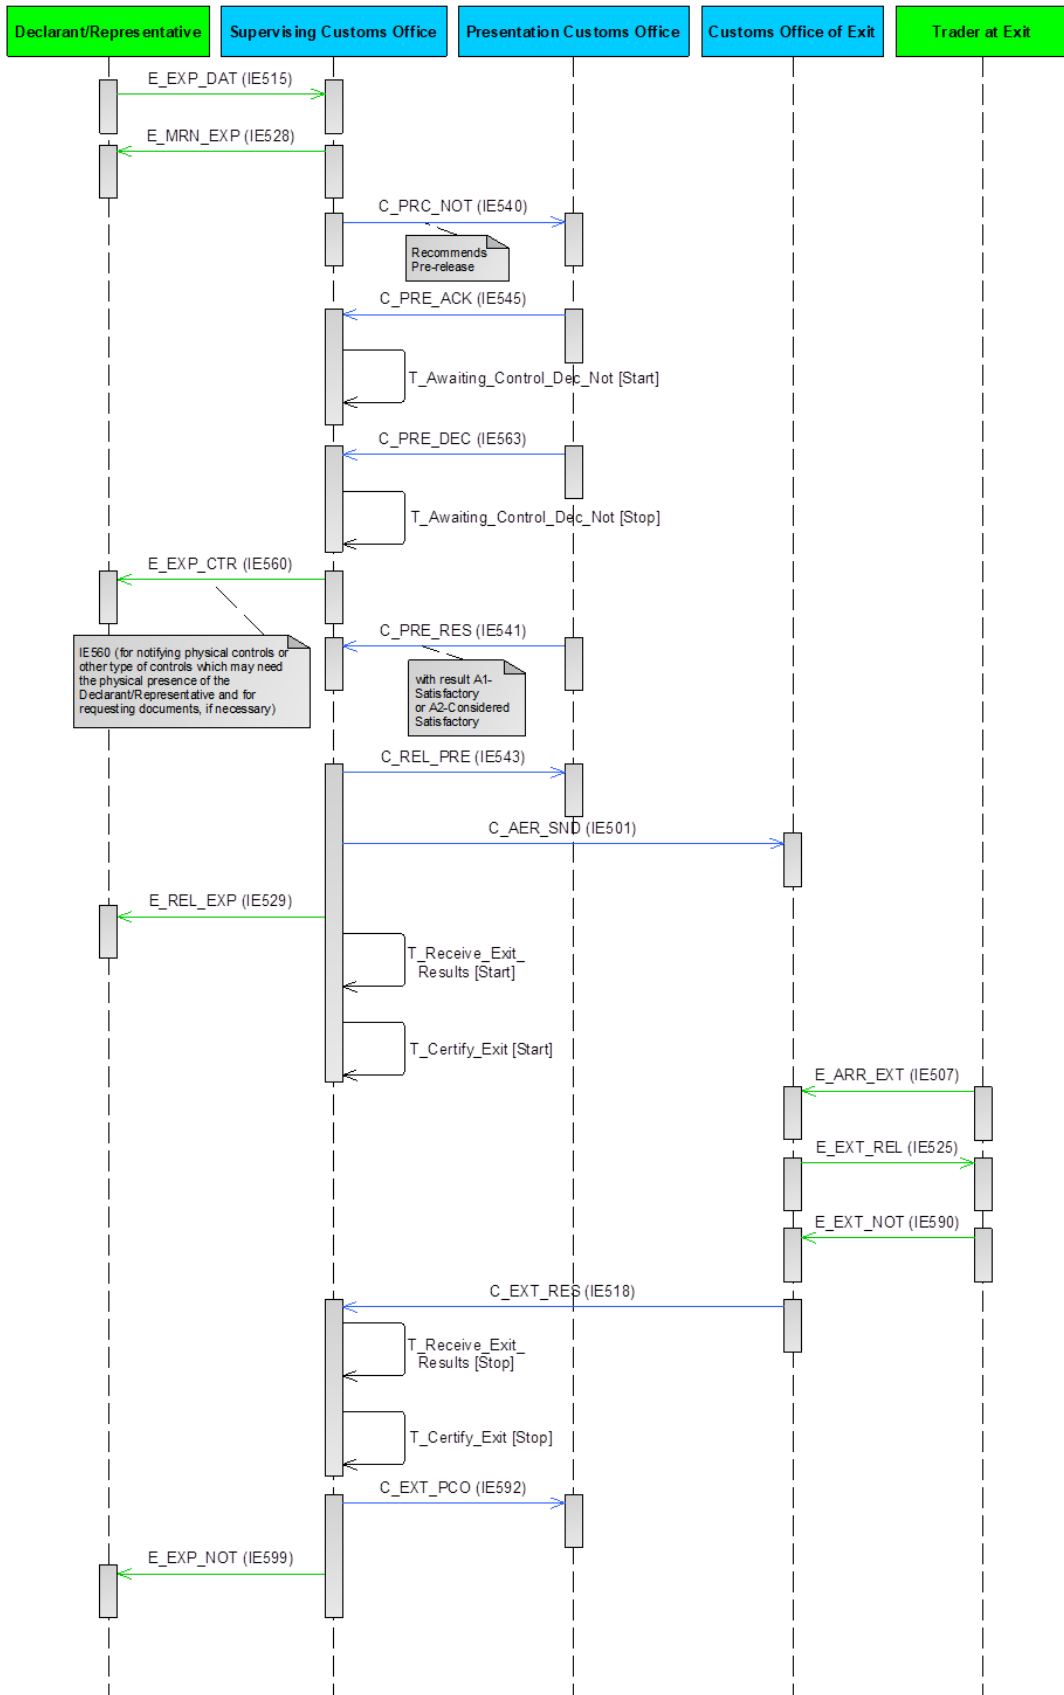 Declarant/Representative
Supervising Customs Office
Presentation Customs Office
Customs Office of Exit
Trader at Exit
E_EXP_DAT (IE515)
E_MRN_EXP (IE528)
C_PRC_NOT (IE540)
Recommends
Pre-release
C_PRE_ACK (IE545)
T_Awaiting_Control_Dec_Not [Start]
C_PRE_DEC (IE563)
T_Awaiting_Control_Dec_Not [Stop]
E_EXP_CTR (IE560)
IE560 (for notifying physical controls or
other type of controls which may need
the physical presence of the
Declarant/Representative and for
requesting documents, if necessary)
C_PRE_RES (IE541)
with result A1-
Satisfactory
or A2-Considered
Satisfactory
C_REL_PRE (IE543)
C_AER_SND (IE501)
E_REL_EXP (IE529)
T_Receive_Exit_
Results [Start]
T_Certify_Exit [Start]
E_ARR_EXT (IE507)
E_EXT_REL (IE525)
E_EXT_NOT (IE590)
C_EXT_RES (IE518)
T_Receive_Exit_
Results [Stop]
T_Certify_Exit [Stop]
C_EXT_PCO (IE592)
E_EXP_NOT (IE599)